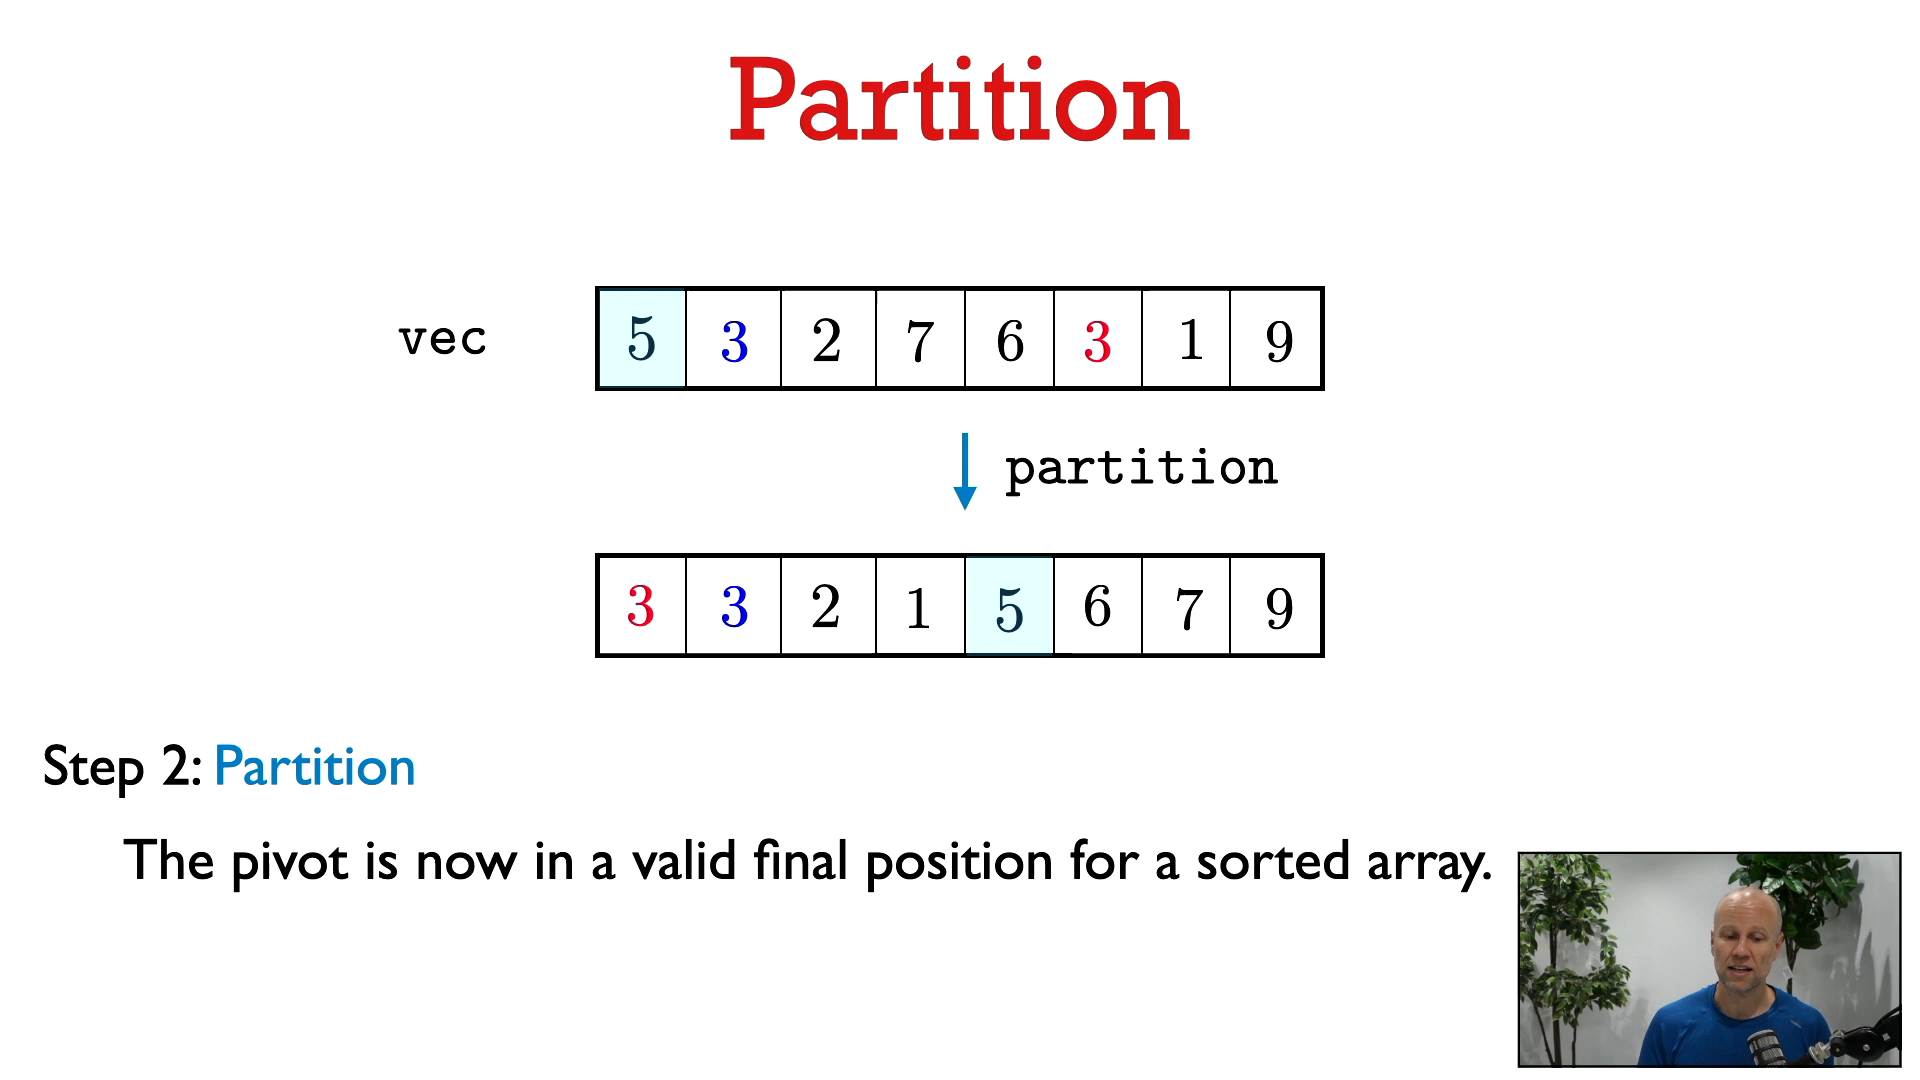 Partition
vec 5 3 2 7 6 3 1 9
partition
3 3 2 1 5 6 7 9
Step 2: Partition
The pivot is now in a valid final position for a sorted array.